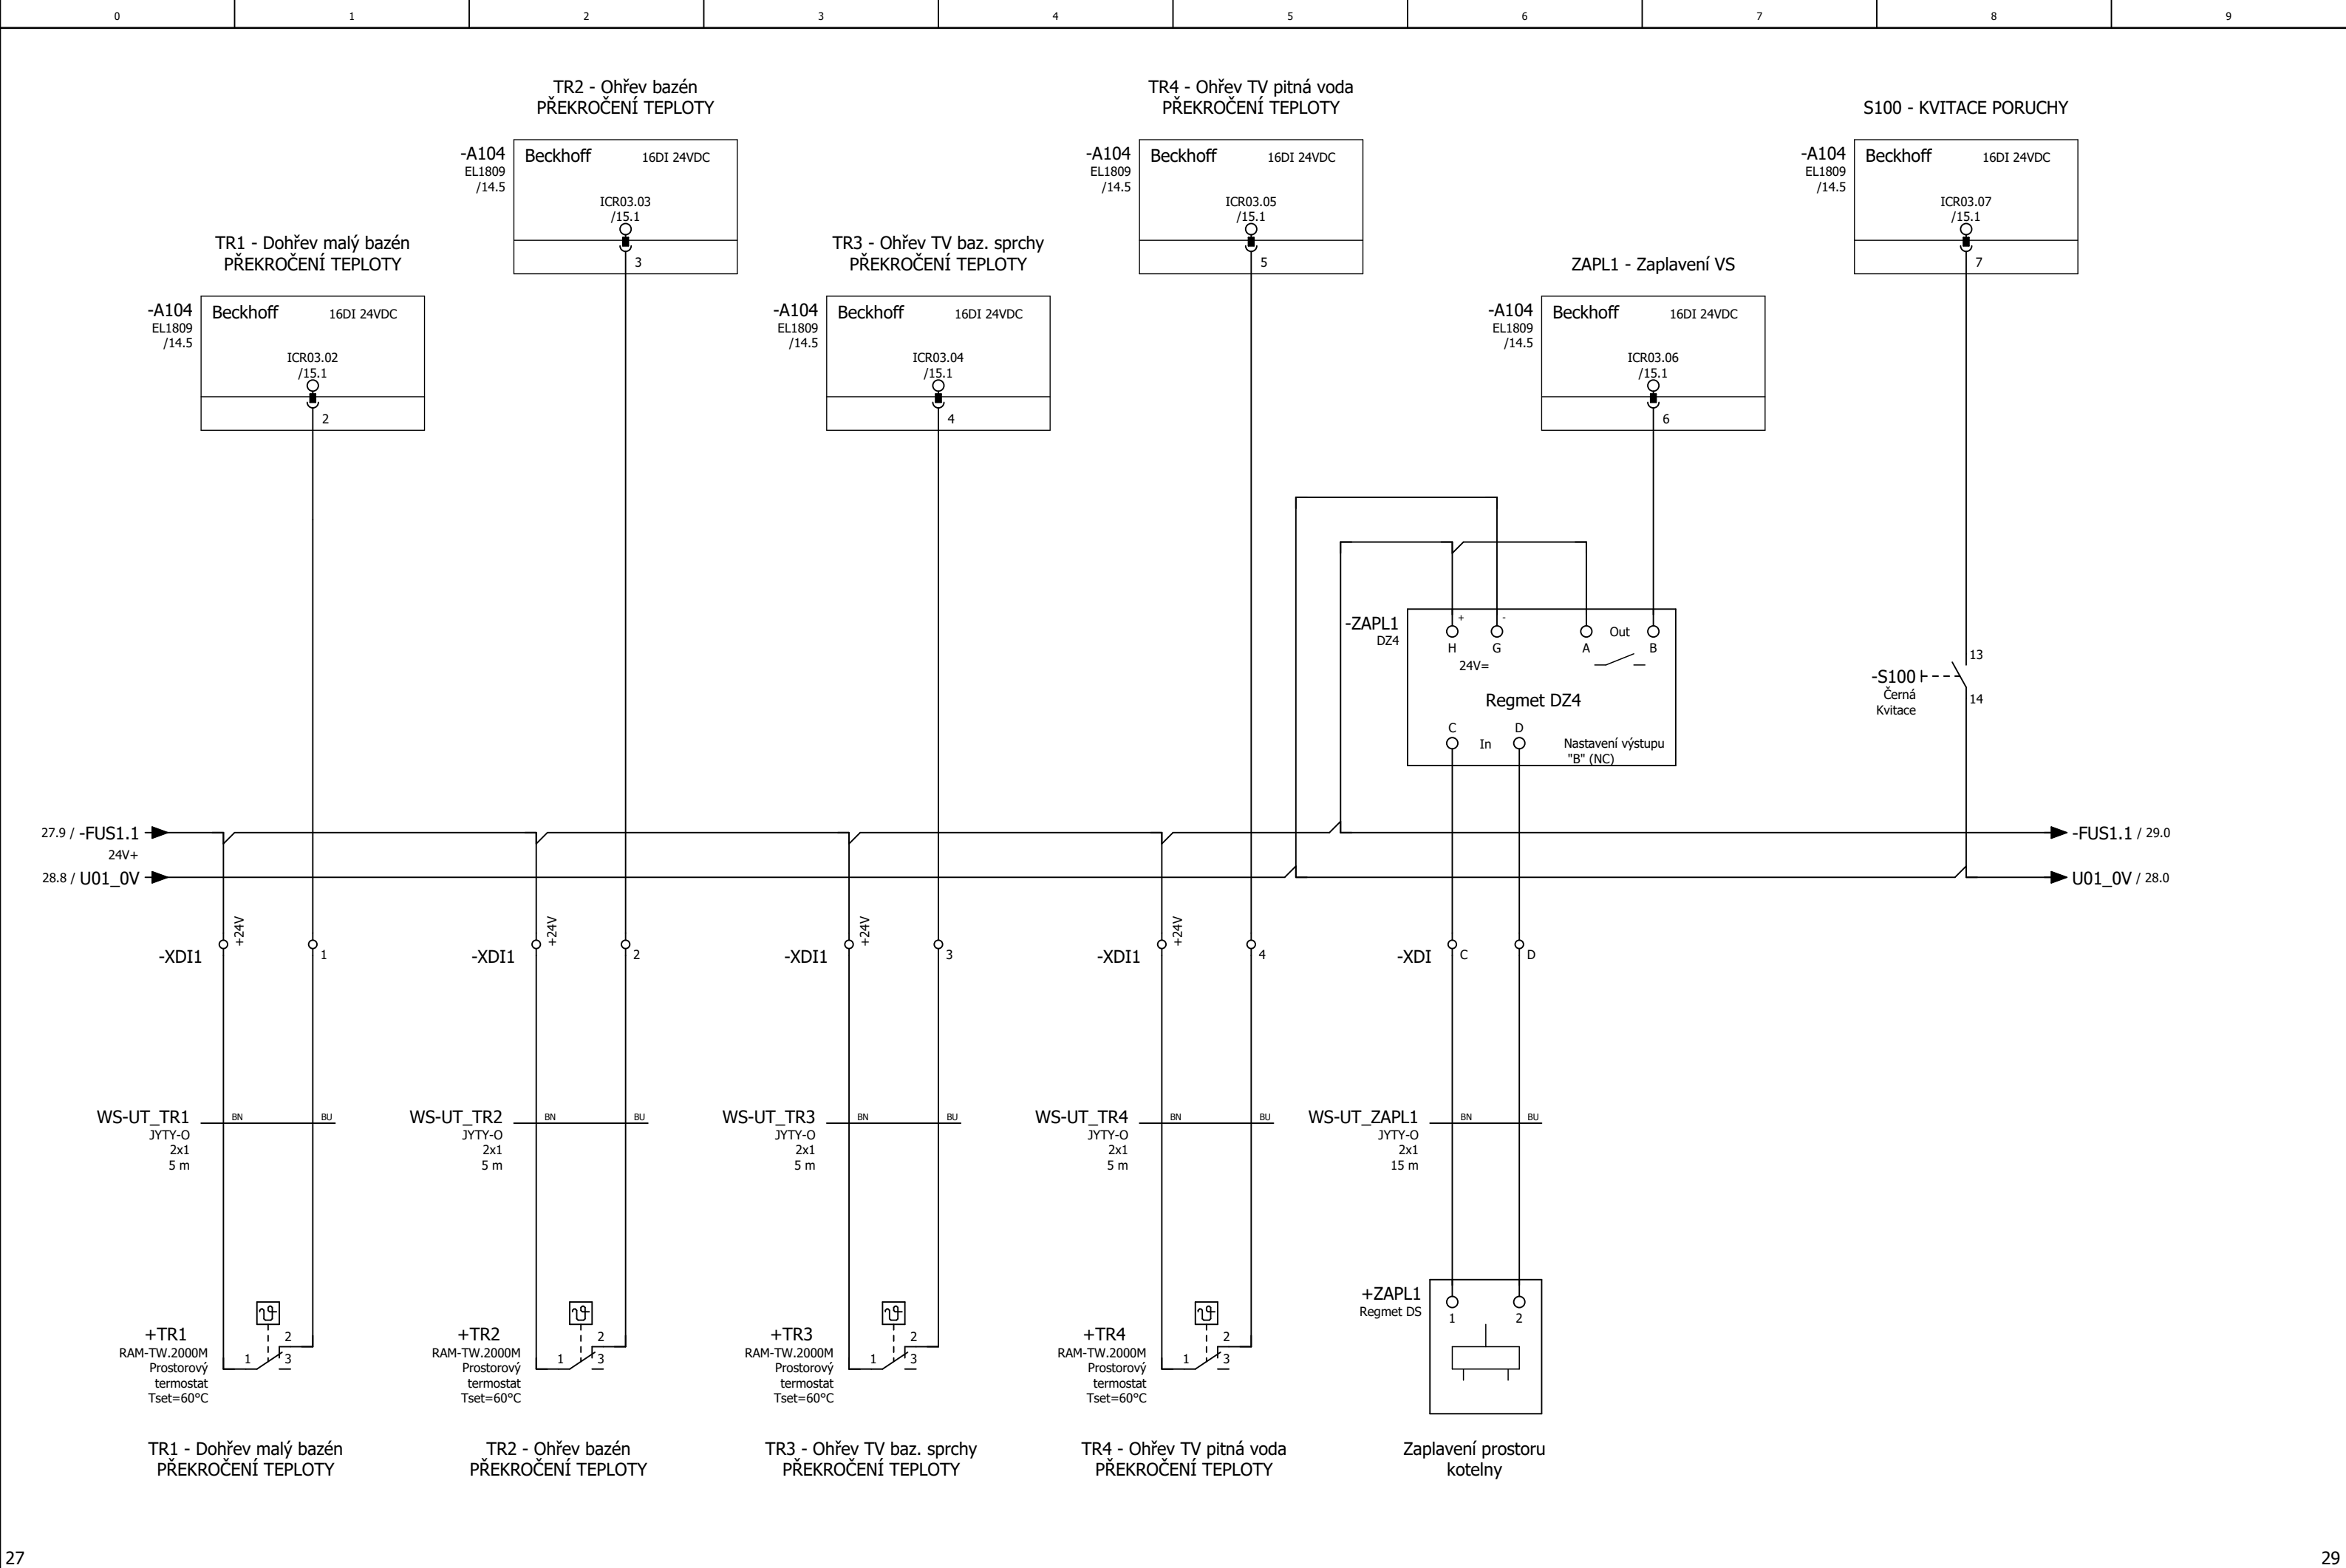 0 1 2 3 4 5 6 7 8 9
TR2 - Ohřev bazén
PŘEKROČENÍ TEPLOTY
TR4 - Ohřev TV pitná voda
PŘEKROČENÍ TEPLOTY
S100 - KVITACE PORUCHY
-A104
EL1809
/14.5
Beckhoff 16DI 24VDC
ICR03.03
/15.1
3
-A104
EL1809
/14.5
Beckhoff 16DI 24VDC
ICR03.05
/15.1
5
-A104
EL1809
/14.5
Beckhoff 16DI 24VDC
ICR03.07
/15.1
7
TR1 - Dohřev malý bazén
PŘEKROČENÍ TEPLOTY
TR3 - Ohřev TV baz. sprchy
PŘEKROČENÍ TEPLOTY
ZAPL1 - Zaplavení VS
-A104
EL1809
/14.5
Beckhoff 16DI 24VDC
ICR03.02
/15.1
2
-A104
EL1809
/14.5
Beckhoff 16DI 24VDC
ICR03.04
/15.1
4
-A104
EL1809
/14.5
Beckhoff 16DI 24VDC
ICR03.06
/15.1
6
-ZAPL1
DZ4
+ -
Out
H G A B
24V=
Regmet DZ4
C D
In
Nastavení výstupu
"B" (NC)
13
-S100
Černá
Kvitace
14
27.9 / -FUS1.1
24V+
28.8 / U01_0V
-FUS1.1 / 29.0
U01_0V / 28.0
-XDI1 +24V 1
-XDI1 +24V 2
-XDI1 +24V 3
-XDI1 +24V 4
-XDI C D
WS-UT_TR1 BN BU
JYTY-O
2x1
5 m
WS-UT_TR2 BN BU
JYTY-O
2x1
5 m
WS-UT_TR3 BN BU
JYTY-O
2x1
5 m
WS-UT_TR4 BN BU
JYTY-O
2x1
5 m
WS-UT_ZAPL1 BN BU
JYTY-O
2x1
15 m
+TR1
RAM-TW.2000M
Prostorový
termostat
Tset=60°C
1 2 3
+TR2
RAM-TW.2000M
Prostorový
termostat
Tset=60°C
1 2 3
+TR3
RAM-TW.2000M
Prostorový
termostat
Tset=60°C
1 2 3
+TR4
RAM-TW.2000M
Prostorový
termostat
Tset=60°C
1 2 3
+ZAPL1
Regmet DS
1 2
TR1 - Dohřev malý bazén
PŘEKROČENÍ TEPLOTY
TR2 - Ohřev bazén
PŘEKROČENÍ TEPLOTY
TR3 - Ohřev TV baz. sprchy
PŘEKROČENÍ TEPLOTY
TR4 - Ohřev TV pitná voda
PŘEKROČENÍ TEPLOTY
Zaplavení prostoru
kotelny
27
29